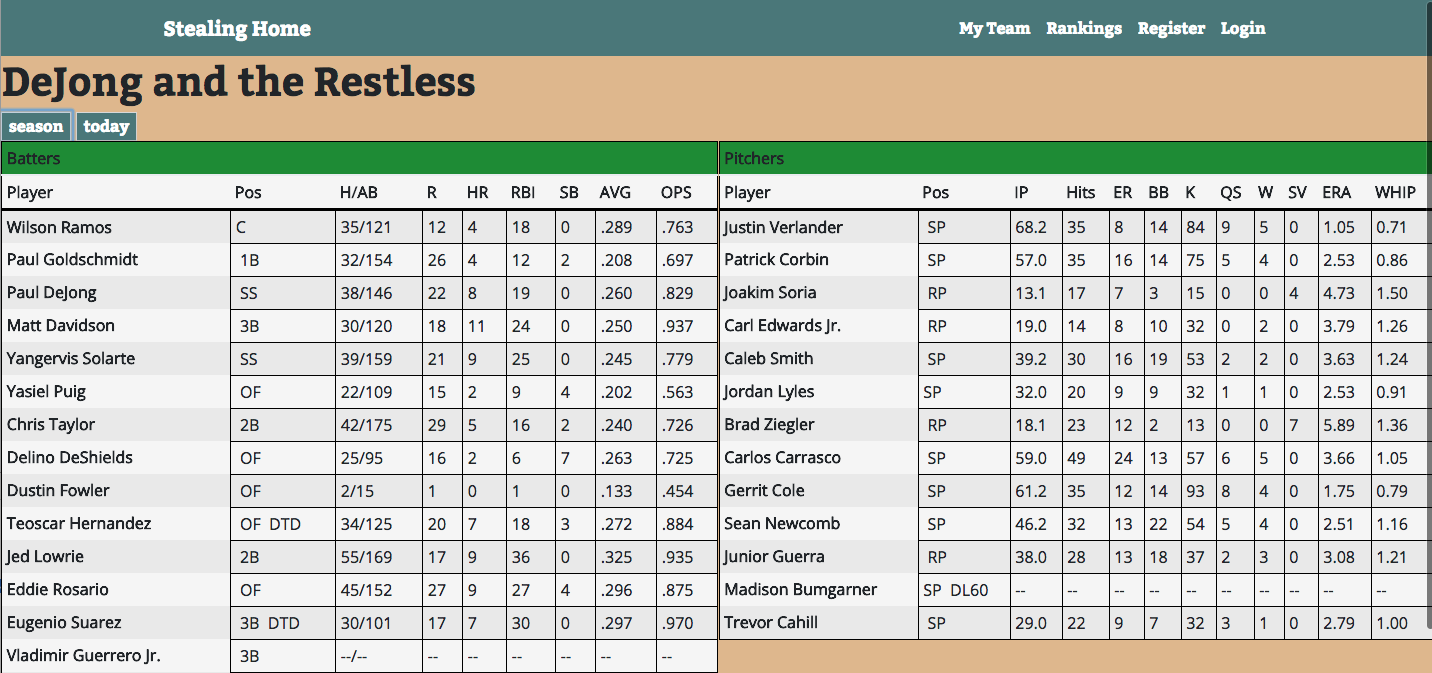 Stealing Home My Team Rankings Register Login
DeJong and the Restless
season today
Batters
Player Pos H/AB R HR RBI SB AVG OPS
Wilson Ramos C 35/121 12 4 18 0 .289 .763
Paul Goldschmidt 1B 32/154 26 4 12 2 .208 .697
Paul DeJong SS 38/146 22 8 19 0 .260 .829
Matt Davidson 3B 30/120 18 11 24 0 .250 .937
Yangervis Solarte SS 39/159 21 9 25 0 .245 .779
Yasiel Puig OF 22/109 15 2 9 4 .202 .563
Chris Taylor 2B 42/175 29 5 16 2 .240 .726
Delino DeShields OF 25/95 16 2 6 7 .263 .725
Dustin Fowler OF 2/15 1 0 1 0 .133 .454
Teoscar Hernandez OF DTD 34/125 20 7 18 3 .272 .884
Jed Lowrie 2B 55/169 17 9 36 0 .325 .935
Eddie Rosario OF 45/152 27 9 27 4 .296 .875
Eugenio Suarez 3B DTD 30/101 17 7 30 0 .297 .970
Vladimir Guerrero Jr. 3B --/-- -- -- -- -- -- --
Pitchers
Player Pos IP Hits ER BB K QS W SV ERA WHIP
Justin Verlander SP 68.2 35 8 14 84 9 5 0 1.05 0.71
Patrick Corbin SP 57.0 35 16 14 75 5 4 0 2.53 0.86
Joakim Soria RP 13.1 17 7 3 15 0 0 4 4.73 1.50
Carl Edwards Jr. RP 19.0 14 8 10 32 0 2 0 3.79 1.26
Caleb Smith SP 39.2 30 16 19 53 2 2 0 3.63 1.24
Jordan Lyles SP 32.0 20 9 9 32 1 1 0 2.53 0.91
Brad Ziegler RP 18.1 23 12 2 13 0 0 7 5.89 1.36
Carlos Carrasco SP 59.0 49 24 13 57 6 5 0 3.66 1.05
Gerrit Cole SP 61.2 35 12 14 93 8 4 0 1.75 0.79
Sean Newcomb SP 46.2 32 13 22 54 5 4 0 2.51 1.16
Junior Guerra RP 38.0 28 13 18 37 2 3 0 3.08 1.21
Madison Bumgarner SP DL60 -- -- -- -- -- -- -- -- -- --
Trevor Cahill SP 29.0 22 9 7 32 3 1 0 2.79 1.00